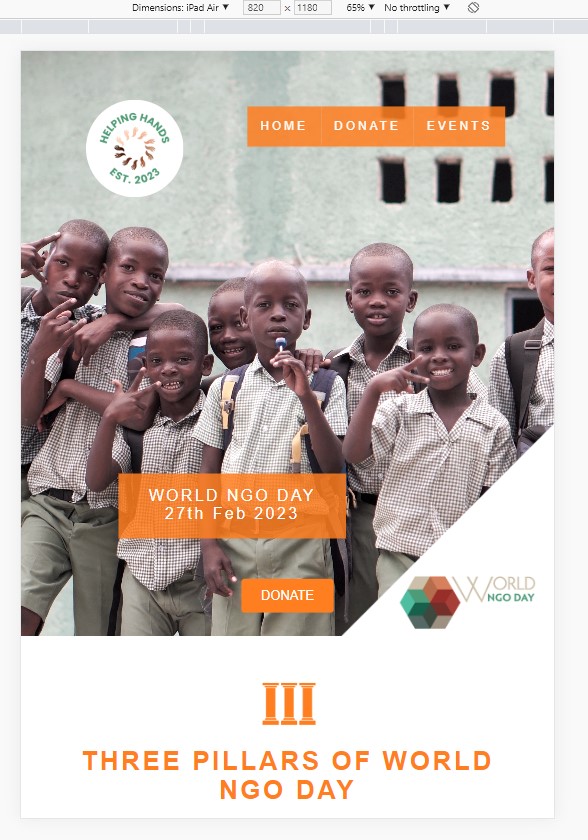 Dimensions: iPad Air ▼ 820 × 1180 65% ▼ No throttling ▼
HELPING HANDS
EST. 2023
HOME DONATE EVENTS
WORLD NGO DAY
27th Feb 2023
DONATE
WORLD
NGO DAY
III
THREE PILLARS OF WORLD
NGO DAY